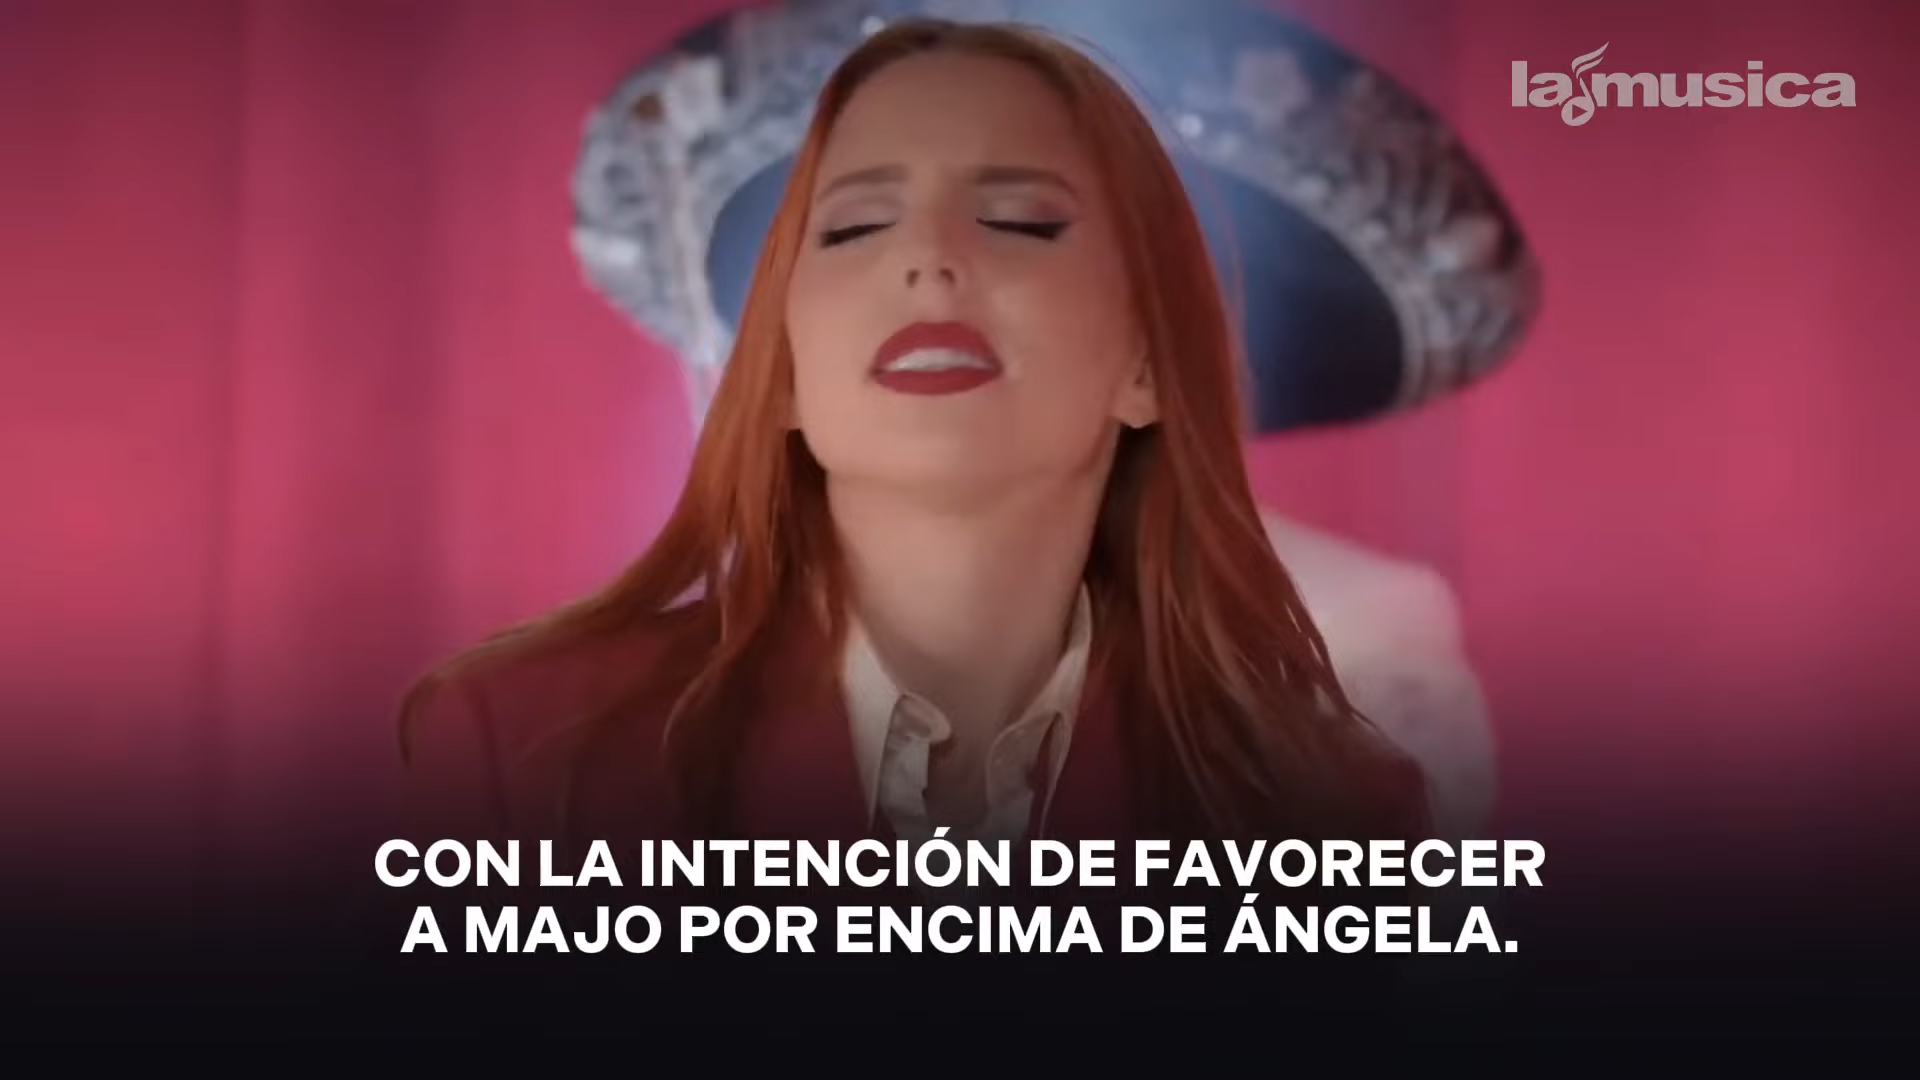 lamusica
CON LA INTENCIÓN DE FAVORECER
A MAJO POR ENCIMA DE ÁNGELA.